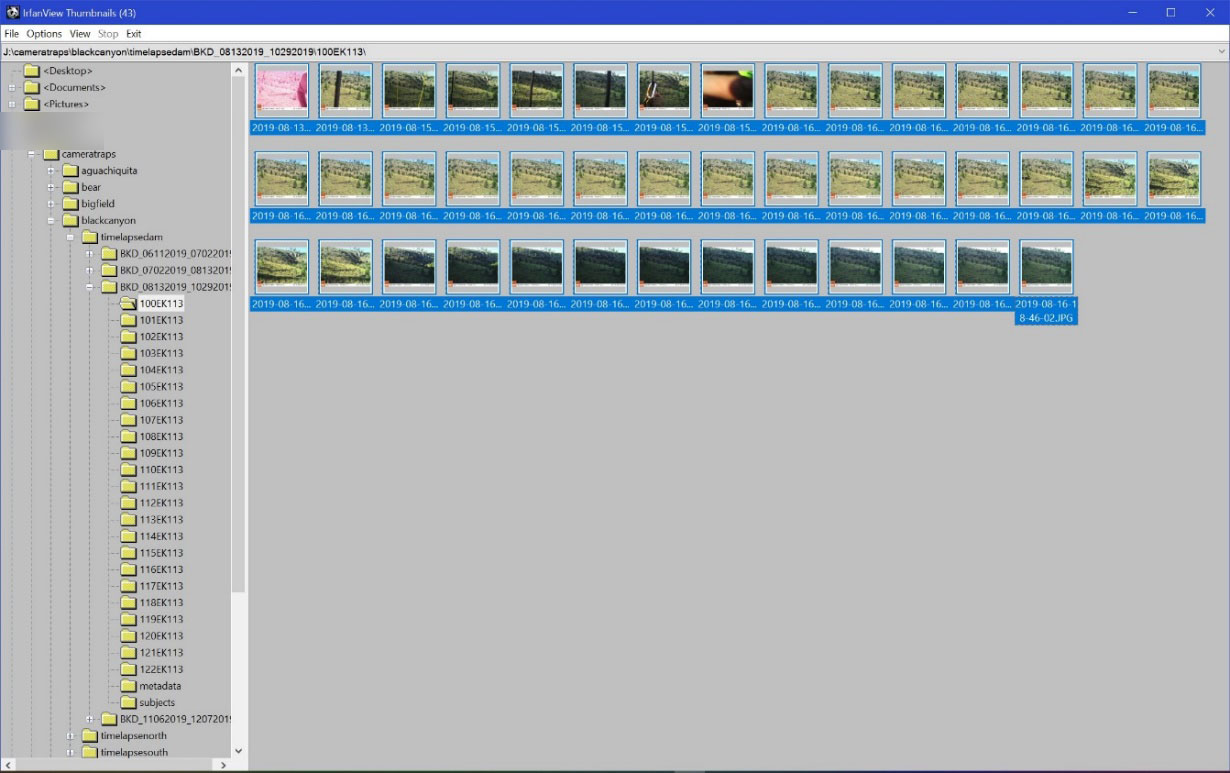 IrfanView Thumbnails (43)
File Options View Stop Exit
J:\cameratraps\blackcanyon\timelapsedam\BKD_08132019_10292019\100EK113\
<Desktop>
<Documents>
<Pictures>
cameratraps
aguachiquita
bear
bigfield
blackcanyon
timelapsedam
BKD_06112019_07022019
BKD_07022019_08132019
BKD_08132019_10292019
100EK113
101EK113
102EK113
103EK113
104EK113
105EK113
106EK113
107EK113
108EK113
109EK113
110EK113
111EK113
112EK113
113EK113
114EK113
115EK113
116EK113
117EK113
118EK113
119EK113
120EK113
121EK113
122EK113
metadata
subjects
BKD_11062019_12072019
timelapsenorth
timelapsesouth
2019-08-13... 2019-08-13... 2019-08-15... 2019-08-15... 2019-08-15... 2019-08-15... 2019-08-15... 2019-08-15... 2019-08-16... 2019-08-16... 2019-08-16... 2019-08-16... 2019-08-16... 2019-08-16... 2019-08-16...
2019-08-16... 2019-08-16... 2019-08-16... 2019-08-16... 2019-08-16... 2019-08-16... 2019-08-16... 2019-08-16... 2019-08-16... 2019-08-16... 2019-08-16... 2019-08-16... 2019-08-16... 2019-08-16... 2019-08-16...
2019-08-16... 2019-08-16... 2019-08-16... 2019-08-16... 2019-08-16... 2019-08-16... 2019-08-16... 2019-08-16... 2019-08-16... 2019-08-16... 2019-08-16... 2019-08-16... 2019-08-16-1
8-46-02.JPG